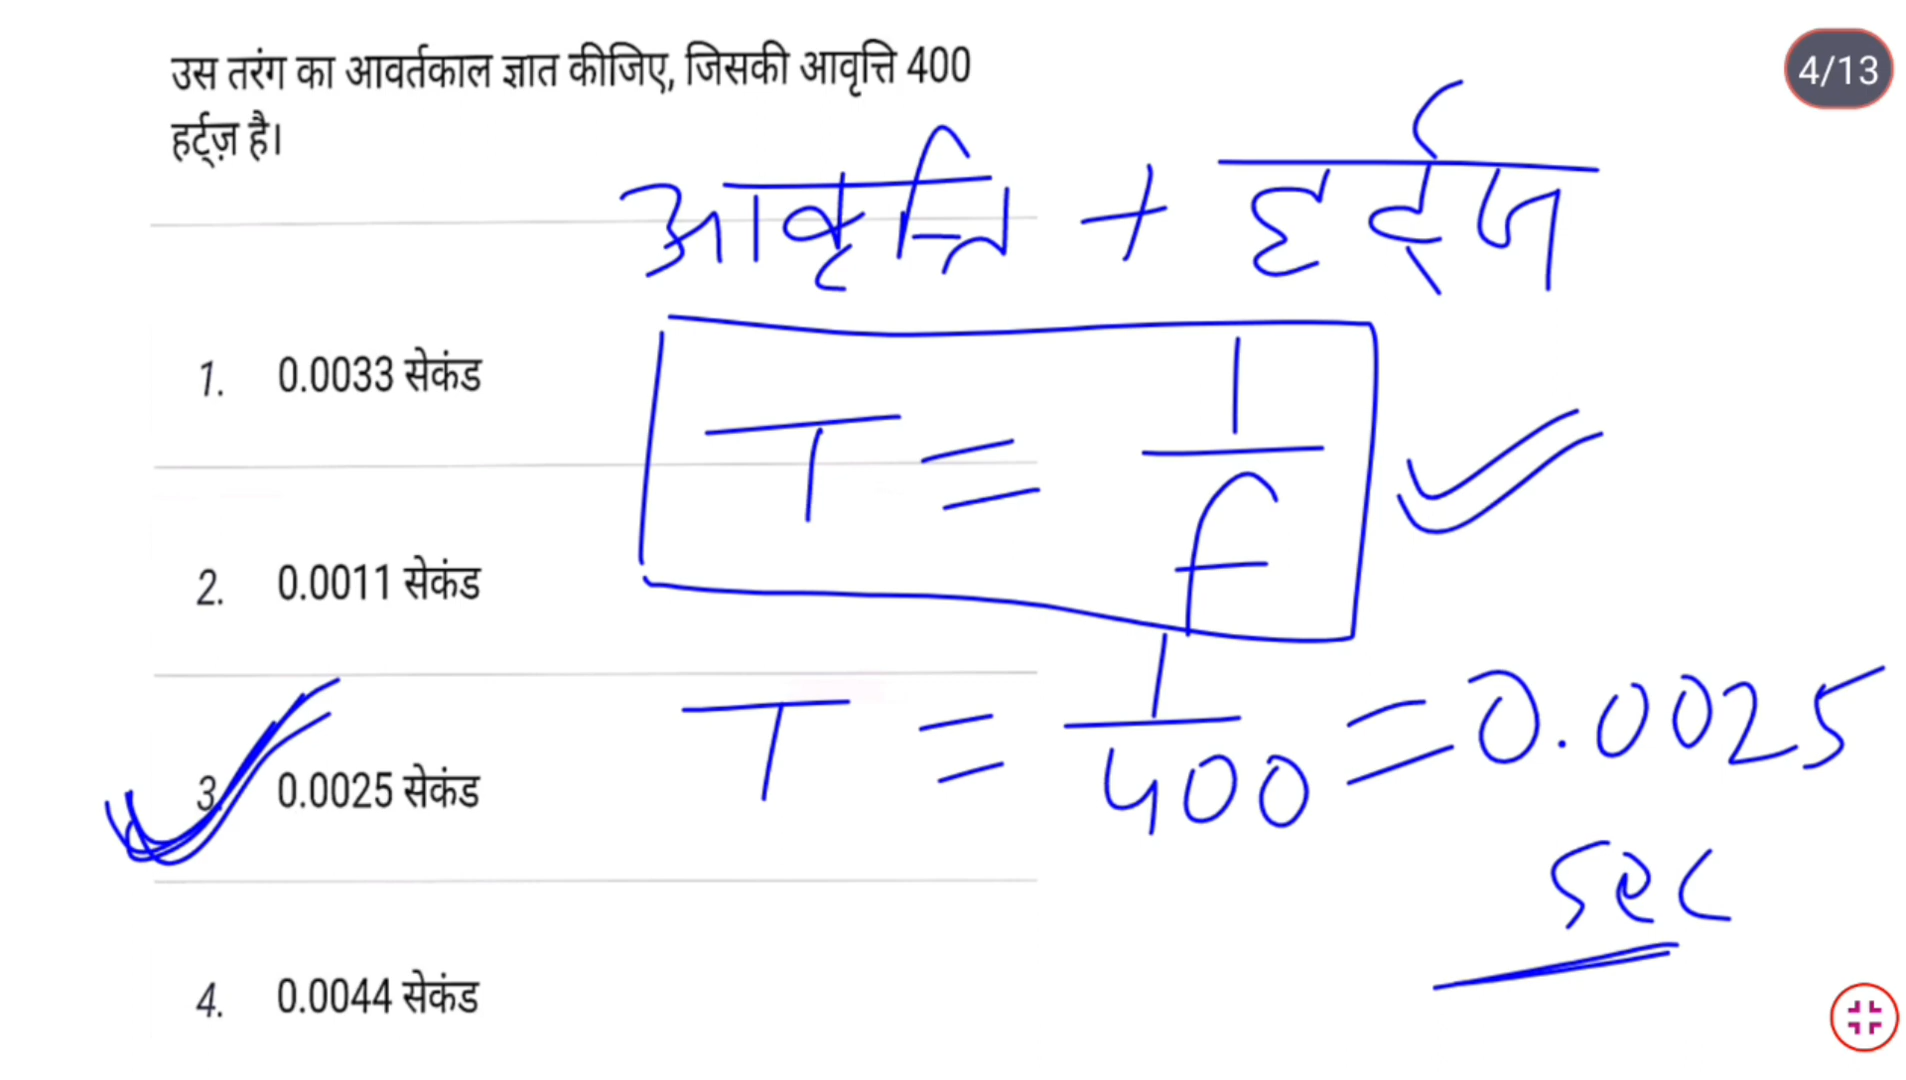 उस तरंग का आवर्तकाल ज्ञात कीजिए, जिसकी आवृत्ति 400
हर्ट्ज़ है।
4/13
आवृत्ति + हर्ट्ज
1. 0.0033 सेकंड
T = 1/f
2. 0.0011 सेकंड
3. 0.0025 सेकंड
T = 1/400 = 0.0025
sec
4. 0.0044 सेकंड